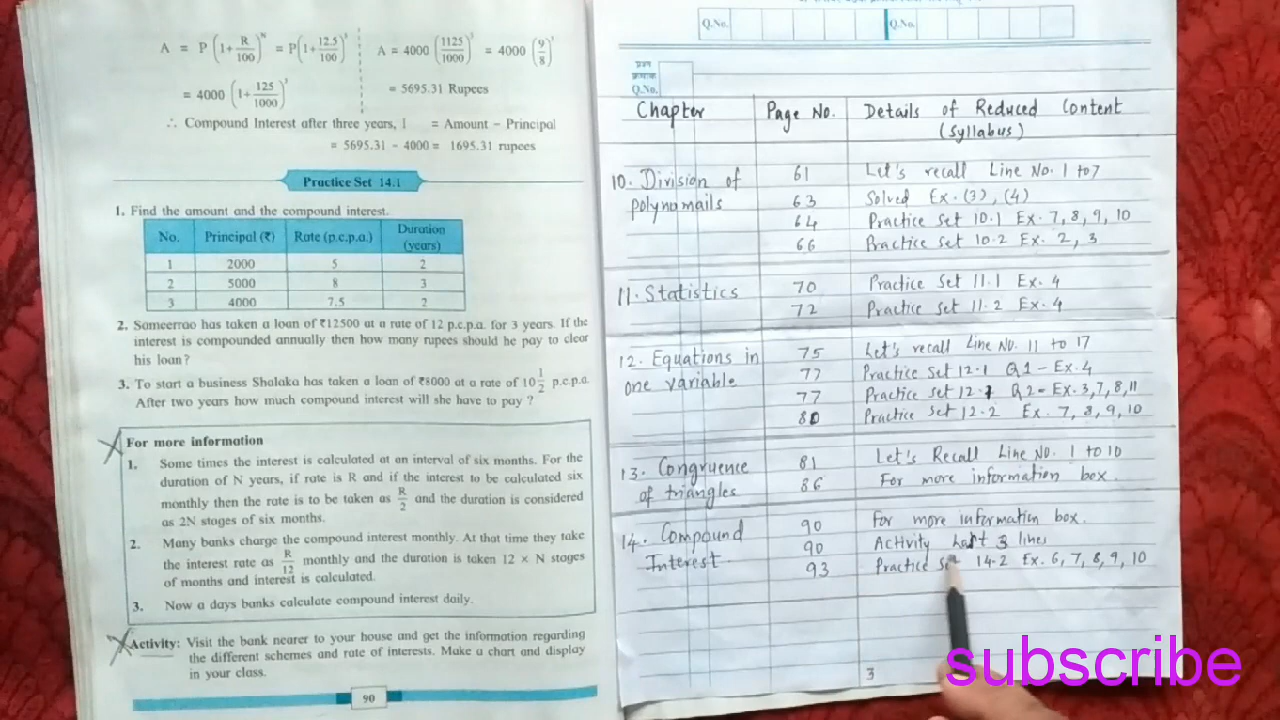 A = P (1+ R/100)^N = P(1+ 12.5/100)^3
= 4000 (1+ 125/1000)^3
A = 4000 (1125/1000)^3 = 4000 (9/8)^3
= 5695.31 Rupees
∴ Compound Interest after three years, I = Amount − Principal
= 5695.31 − 4000 = 1695.31 rupees
Practice Set 14.1
1. Find the amount and the compound interest.
No. Principal (₹) Rate (p.c.p.a.) Duration (years)
1 2000 5 2
2 5000 8 3
3 4000 7.5 2
2. Sameerrao has taken a loan of ₹12500 at a rate of 12 p.c.p.a. for 3 years. If the
interest is compounded annually then how many rupees should he pay to clear
his loan?
3. To start a business Shalaka has taken a loan of ₹8000 at a rate of 10 1/2 p.c.p.a.
After two years how much compound interest will she have to pay ?
For more information
1. Some times the interest is calculated at an interval of six months. For the
duration of N years, if rate is R and if the interest to be calculated six
monthly then the rate is to be taken as R/2 and the duration is considered
as 2N stages of six months.
2. Many banks charge the compound interest monthly. At that time they take
the interest rate as R/12 monthly and the duration is taken 12 × N stages
of months and interest is calculated.
3. Now a days banks calculate compound interest daily.
Activity: Visit the bank nearer to your house and get the information regarding
the different schemes and rate of interests. Make a chart and display
in your class.
90
Q.No. Q.No.
प्रश्न
क्रमांक
Q.No.
Chapter Page No. Details of Reduced Content
(Syllabus)
10. Division of 61 Let's recall Line No. 1 to 7
polynomails 63 Solved Ex. (3), (4)
64 Practice set 10.1 Ex. 7, 8, 9, 10
66 Practice set 10.2 Ex. 2, 3
11. Statistics 70 Practice Set 11.1 Ex. 4
72 Practice set 11.2 Ex. 4
12. Equations in 75 Let's recall Line No. 11 to 17
one variable 77 Practice Set 12.1 Q1 - Ex. 4
77 Practice set 12.1 Q2 - Ex. 3,7,8,11
80 Practice set 12.2 Ex. 7, 8, 9, 10
13. Congruence 81 Let's Recall Line No. 1 to 10
of triangles 86 For more information box.
14. Compound 90 For more information box.
Interest 90 Activity Last 3 lines
93 Practice set 14.2 Ex. 6, 7, 8, 9, 10
3
subscribe